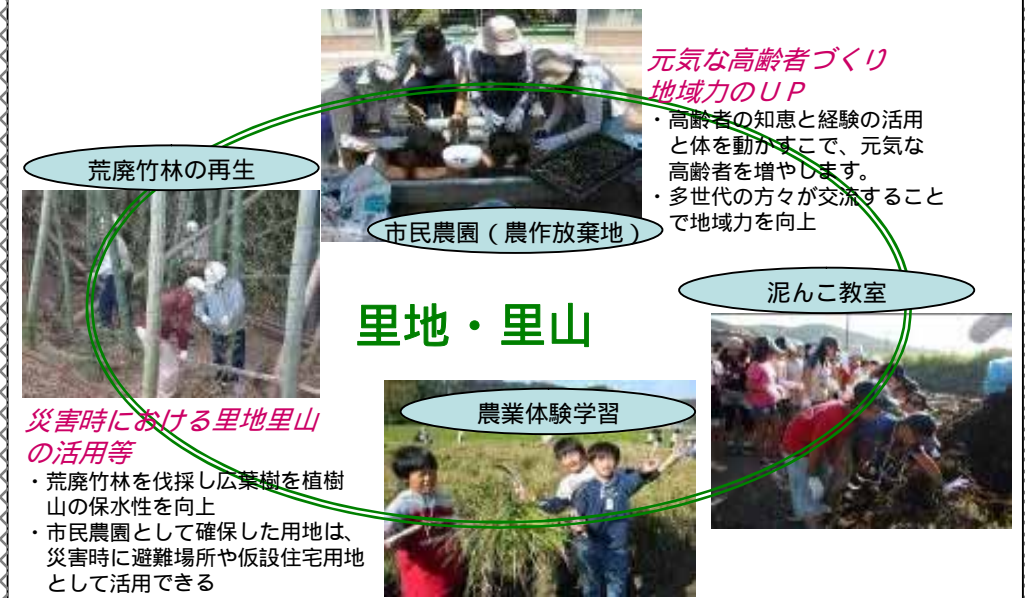 元気な高齢者づくり
地域力のUP
・高齢者の知恵と経験の活用
と体を動かすこで、元気な
高齢者を増やします。
・多世代の方々が交流すること
で地域力を向上
荒廃竹林の再生
市民農園(農作放棄地)
泥んこ教室
里地・里山
農業体験学習
災害時における里地里山
の活用等
・荒廃竹林を伐採し広葉樹を植樹
山の保水性を向上
・市民農園として確保した用地は、
災害時に避難場所や仮設住宅用地
として活用できる